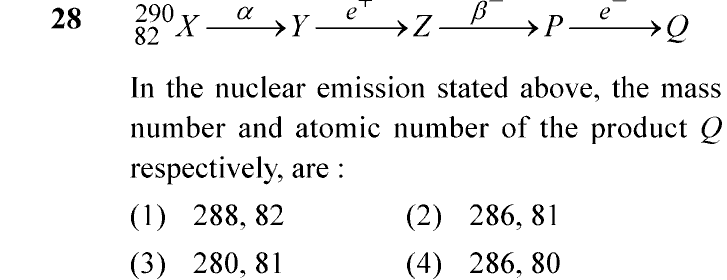 28 ²⁹⁰₈₂X —α→ Y —e⁺→ Z —β⁻→ P —e⁻→ Q
In the nuclear emission stated above, the mass
number and atomic number of the product Q
respectively, are :
(1) 288, 82 (2) 286, 81
(3) 280, 81 (4) 286, 80